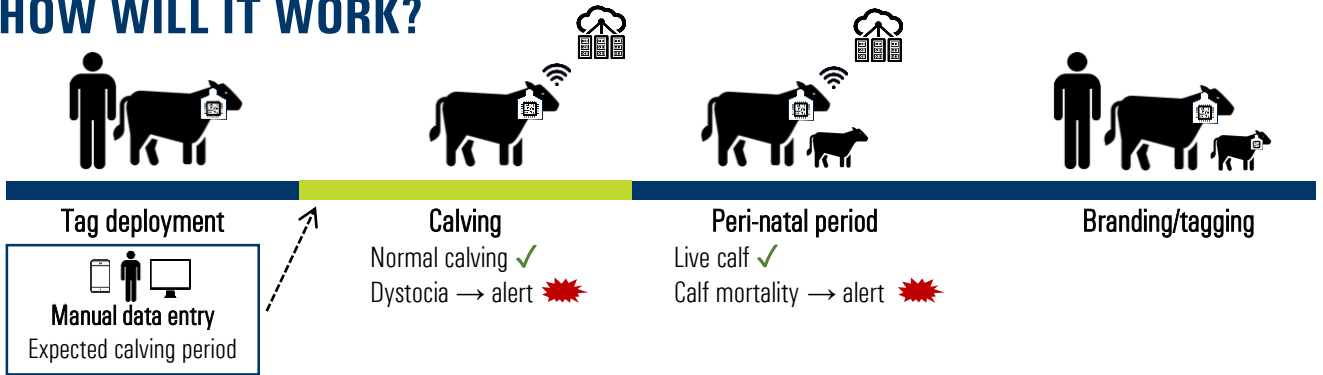 HOW WILL IT WORK?
Tag deployment
Manual data entry
Expected calving period
Calving
Normal calving ✓
Dystocia → alert
Peri-natal period
Live calf ✓
Calf mortality → alert
Branding/tagging